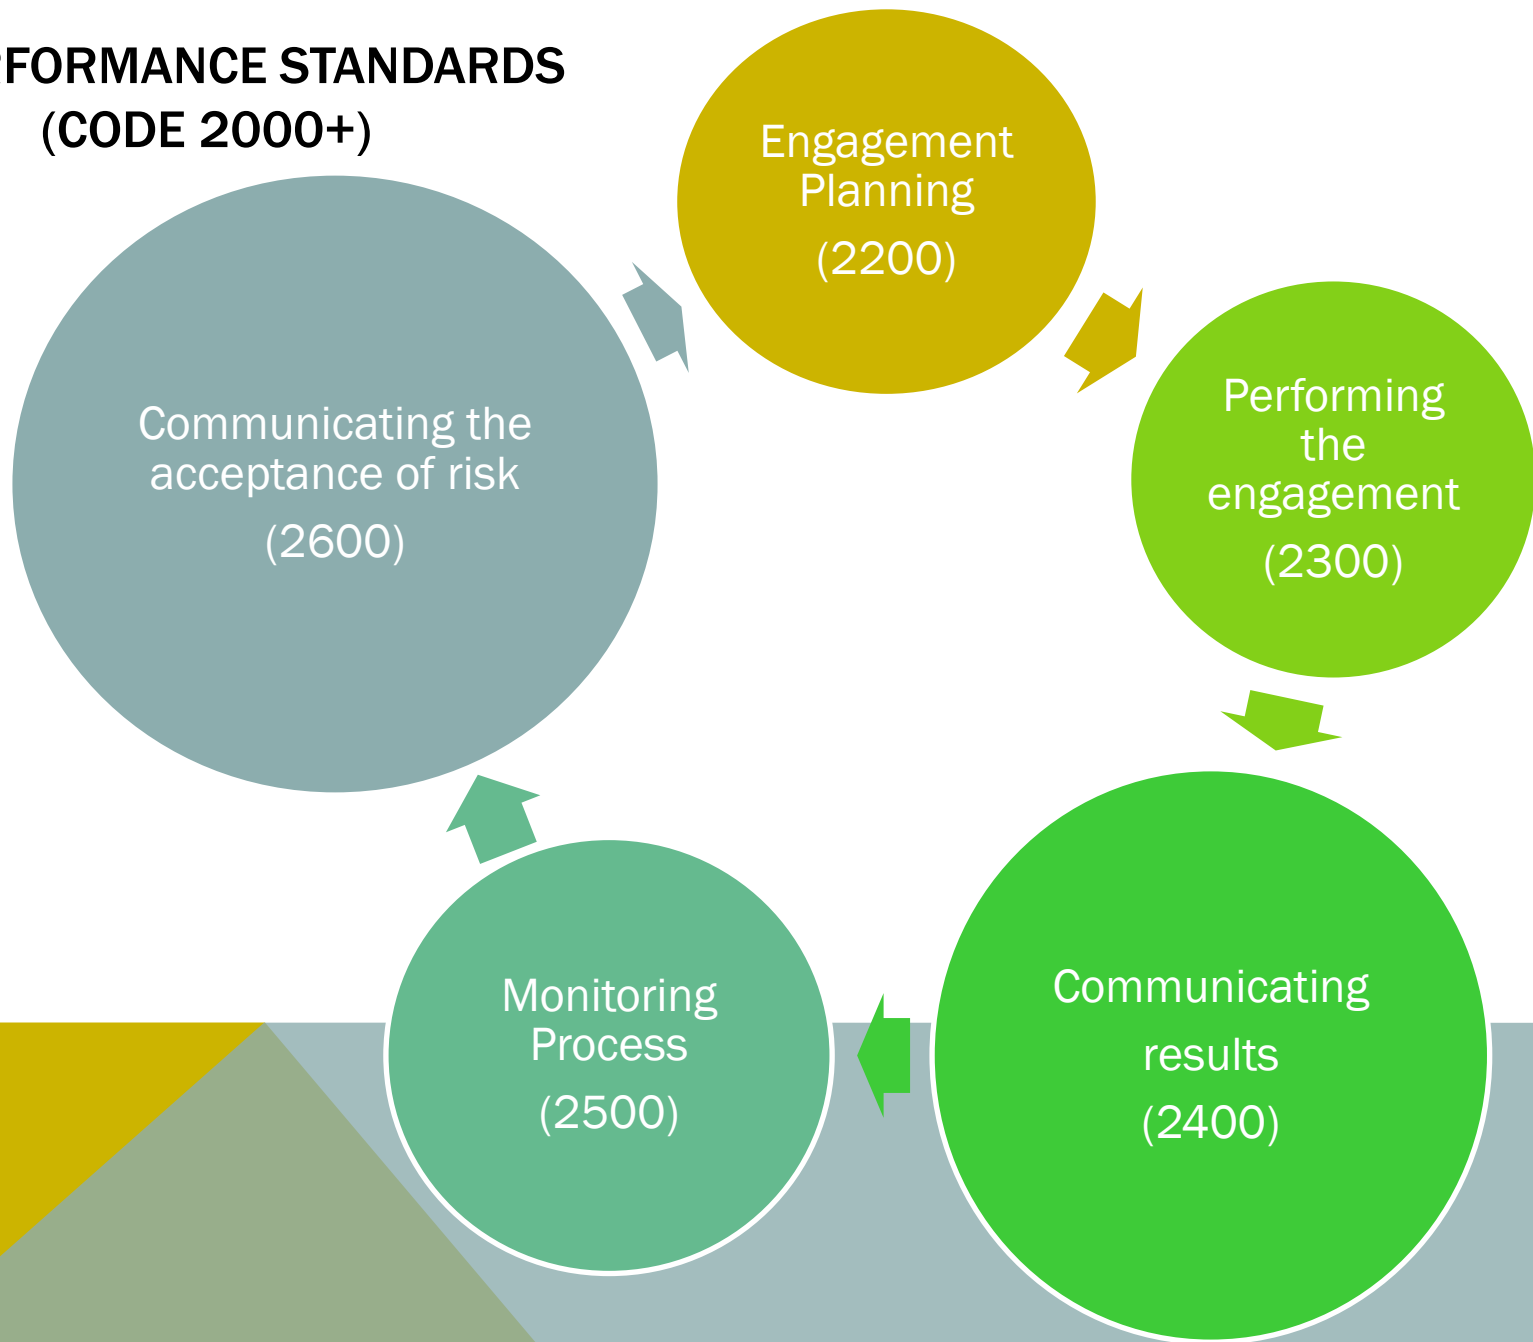 RFORMANCE STANDARDS
(CODE 2000+)
Engagement
Planning
(2200)
Performing
the
engagement
(2300)
Communicating
results
(2400)
Monitoring
Process
(2500)
Communicating the
acceptance of risk
(2600)